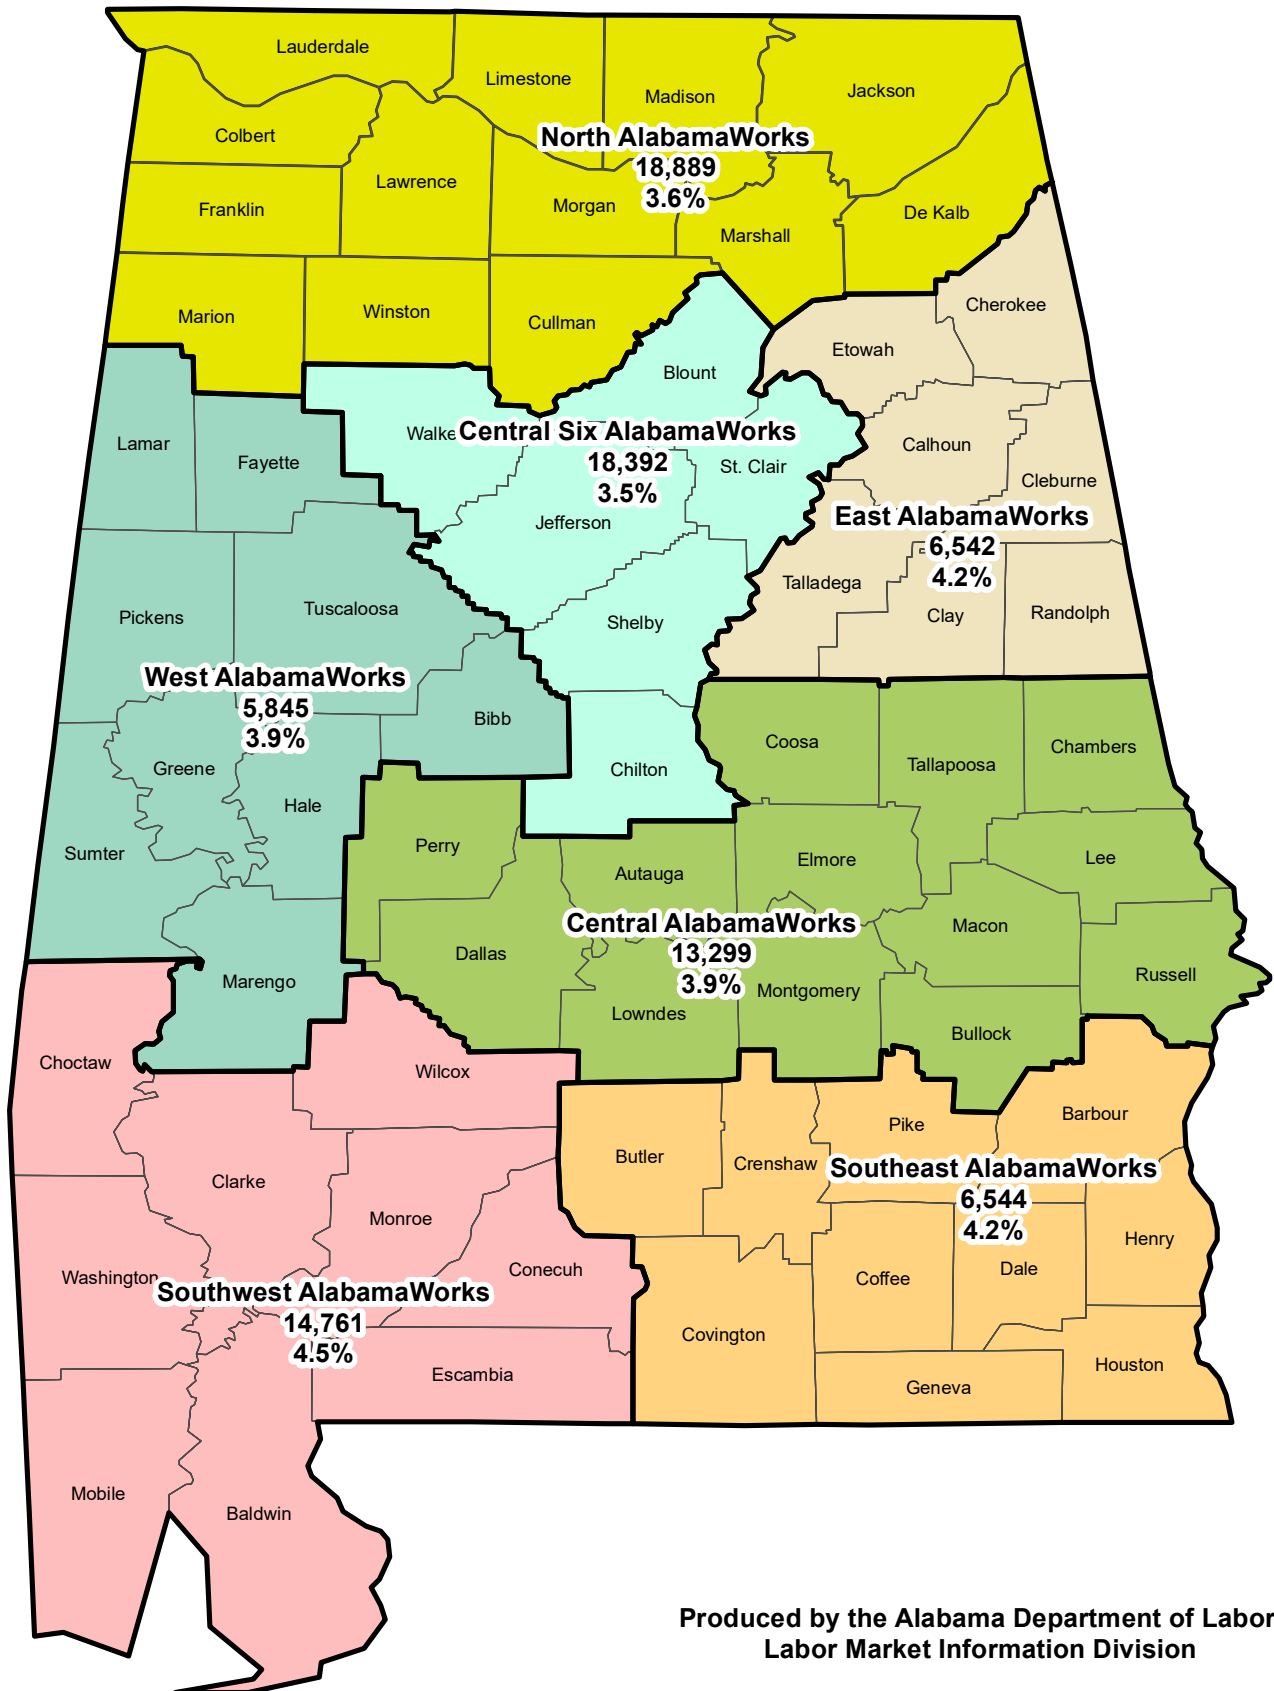 Lauderdale
Limestone
Madison
Jackson
Colbert
North AlabamaWorks
18,889
3.6%
Lawrence
Franklin
Morgan
De Kalb
Marshall
Marion
Winston
Cullman
Cherokee
Etowah
Blount
Lamar
Fayette
Walke
Central Six AlabamaWorks
18,392
3.5%
St. Clair
Calhoun
Cleburne
Jefferson
East AlabamaWorks
6,542
4.2%
Talladega
Clay
Randolph
Pickens
Tuscaloosa
Shelby
West AlabamaWorks
5,845
3.9%
Bibb
Greene
Hale
Chilton
Coosa
Tallapoosa
Chambers
Sumter
Perry
Autauga
Elmore
Lee
Central AlabamaWorks
13,299
3.9%
Macon
Dallas
Marengo
Montgomery
Russell
Lowndes
Bullock
Choctaw
Wilcox
Barbour
Pike
Butler
Crenshaw
Southeast AlabamaWorks
6,544
4.2%
Clarke
Monroe
Henry
Washington
Conecuh
Coffee
Dale
Southwest AlabamaWorks
14,761
4.5%
Covington
Escambia
Houston
Geneva
Mobile
Baldwin
Produced by the Alabama Department of Labor
Labor Market Information Division